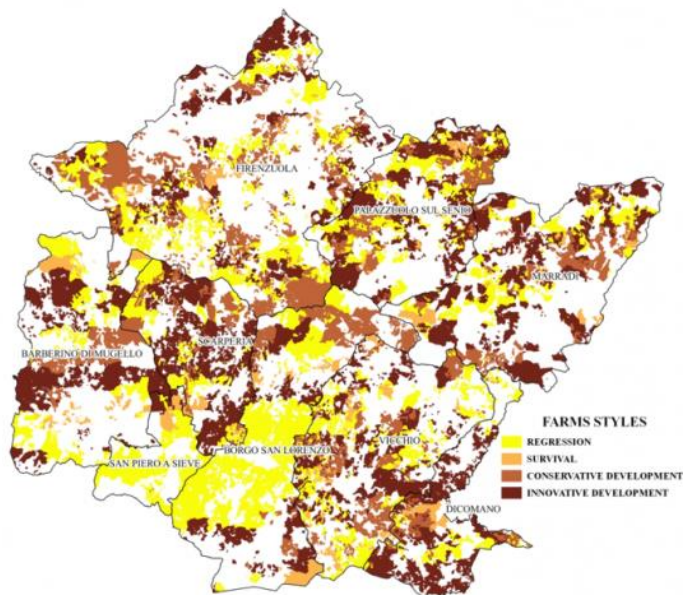 FIRENZUOLA
PALAZZUOLO SUL SENIO
MARRADI
SCARPERIA
BARBERINO DI MUGELLO
VICCHIO
BORGO SAN LORENZO
SAN PIERO A SIEVE
DICOMANO
FARMS STYLES
REGRESSION
SURVIVAL
CONSERVATIVE DEVELOPMENT
INNOVATIVE DEVELOPMENT